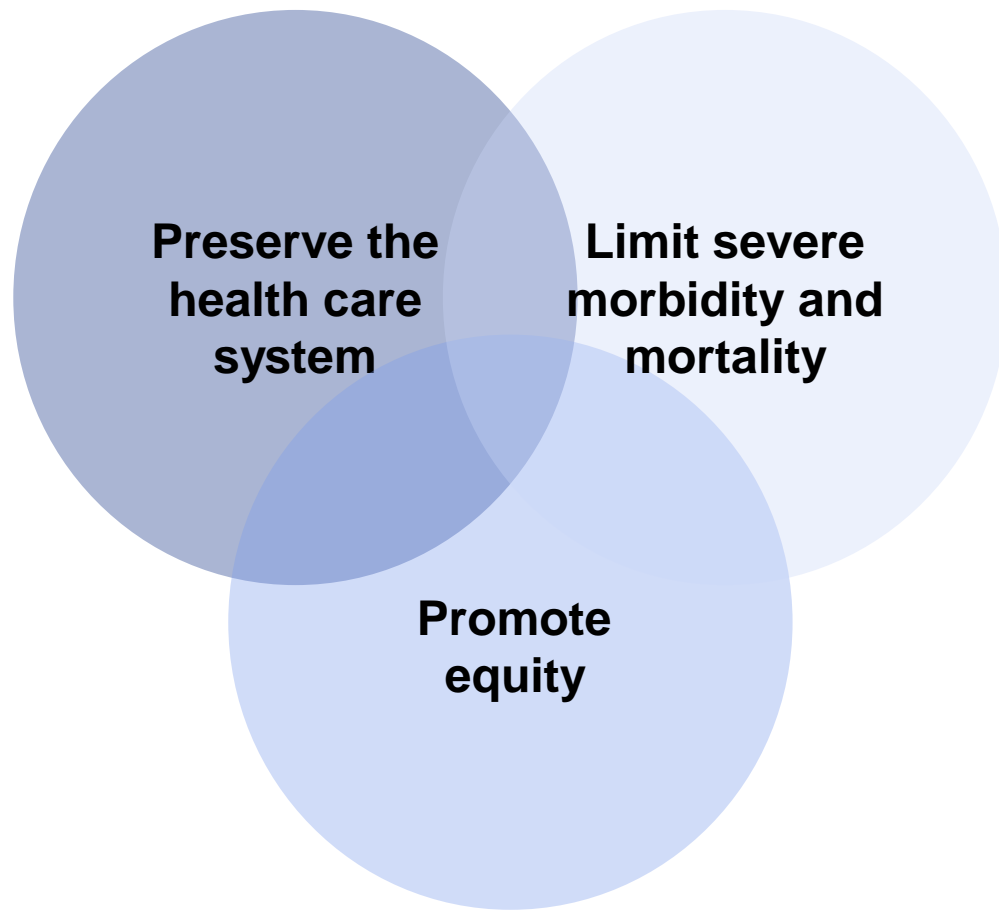 Preserve the
health care
system
Limit severe
morbidity and
mortality
Promote
equity